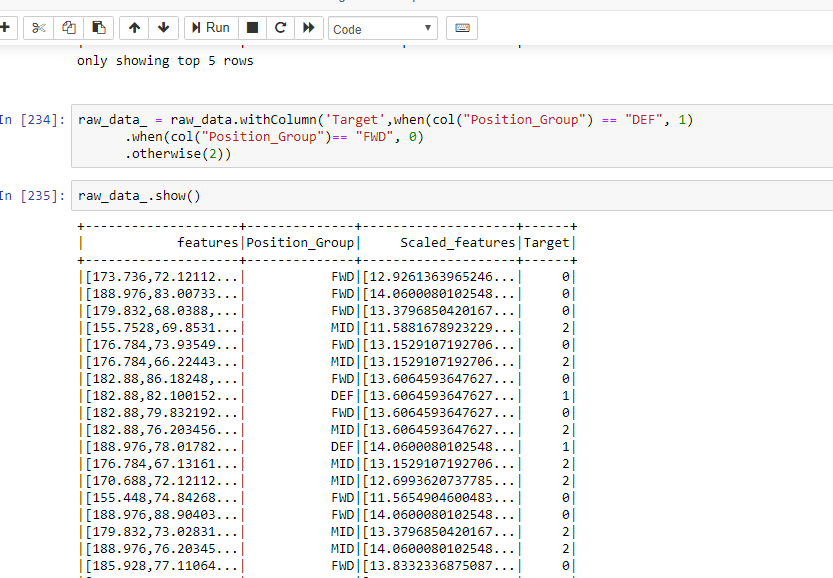 Run
Code
only showing top 5 rows
In [234]: raw_data_ = raw_data.withColumn('Target',when(col("Position_Group") == "DEF", 1)
.when(col("Position_Group")== "FWD", 0)
.otherwise(2))
In [235]: raw_data_.show()
+--------------------+--------------+--------------------+------+
|            features|Position_Group|     Scaled_features|Target|
+--------------------+--------------+--------------------+------+
|[173.736,72.12112...|           FWD|[12.9261363965246...|     0|
|[188.976,83.00733...|           FWD|[14.0600080102548...|     0|
|[179.832,68.0388,...|           FWD|[13.3796850420167...|     0|
|[155.7528,69.8531...|           MID|[11.5881678923229...|     2|
|[176.784,73.93549...|           FWD|[13.1529107192706...|     0|
|[176.784,66.22443...|           MID|[13.1529107192706...|     2|
|[182.88,86.18248,...|           FWD|[13.6064593647627...|     0|
|[182.88,82.100152...|           DEF|[13.6064593647627...|     1|
|[182.88,79.832192...|           FWD|[13.6064593647627...|     0|
|[182.88,76.203456...|           MID|[13.6064593647627...|     2|
|[188.976,78.01782...|           DEF|[14.0600080102548...|     1|
|[176.784,67.13161...|           MID|[13.1529107192706...|     2|
|[170.688,72.12112...|           MID|[12.6993620737785...|     2|
|[155.448,74.84268...|           FWD|[11.5654904600483...|     0|
|[188.976,88.90403...|           FWD|[14.0600080102548...|     0|
|[179.832,73.02831...|           MID|[13.3796850420167...|     2|
|[188.976,76.20345...|           MID|[14.0600080102548...|     2|
|[185.928,77.11064...|           FWD|[13.8332336875087...|     0|